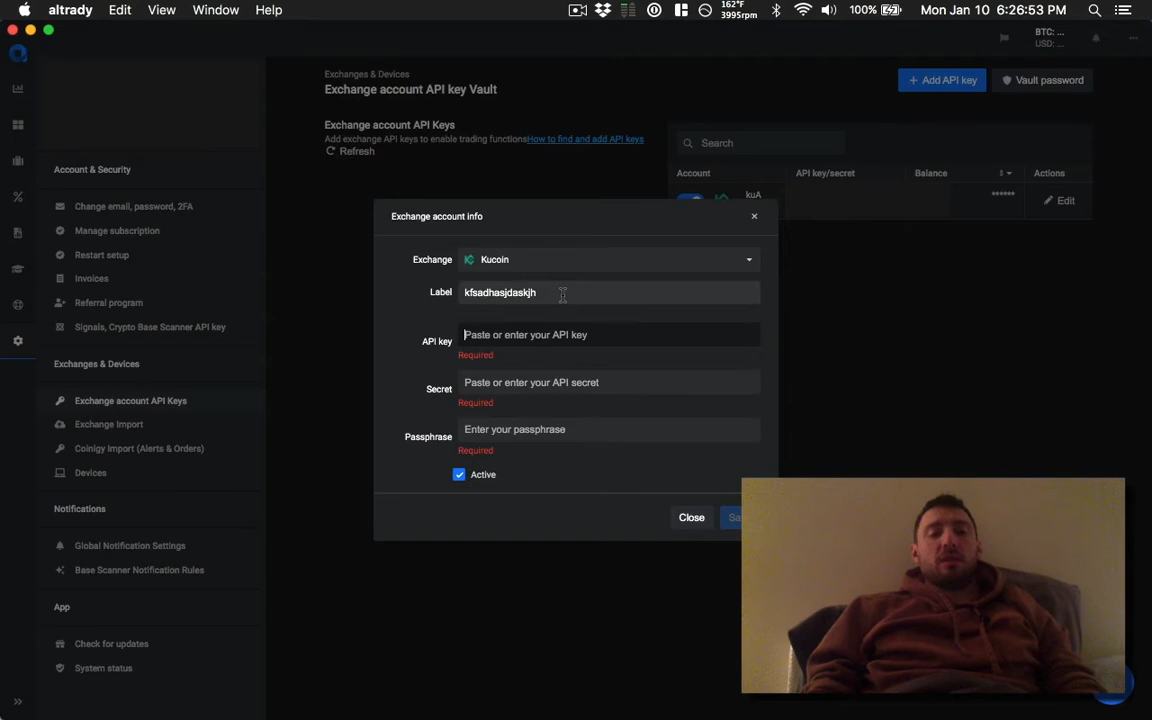 altrady Edit View Window Help
162°F
3995rpm
100%
Mon Jan 10 6:26:53 PM
BTC: ...
USD: ...
Exchanges & Devices
Exchange account API key Vault
+ Add API key
Vault password
Exchange account API Keys
Add exchange API keys to enable trading functionsHow to find and add API keys
Refresh
Search
Account API key/secret Balance Actions
kuA
******
Edit
Account & Security
Change email, password, 2FA
Manage subscription
Restart setup
Invoices
Referral program
Signals, Crypto Base Scanner API key
Exchanges & Devices
Exchange account API Keys
Exchange Import
Coinigy Import (Alerts & Orders)
Devices
Notifications
Global Notification Settings
Base Scanner Notification Rules
App
Check for updates
System status
Exchange account info
Exchange Kucoin
Label kfsadhasjdaskjh
API key Paste or enter your API key
Required
Secret Paste or enter your API secret
Required
Passphrase Enter your passphrase
Required
Active
Close